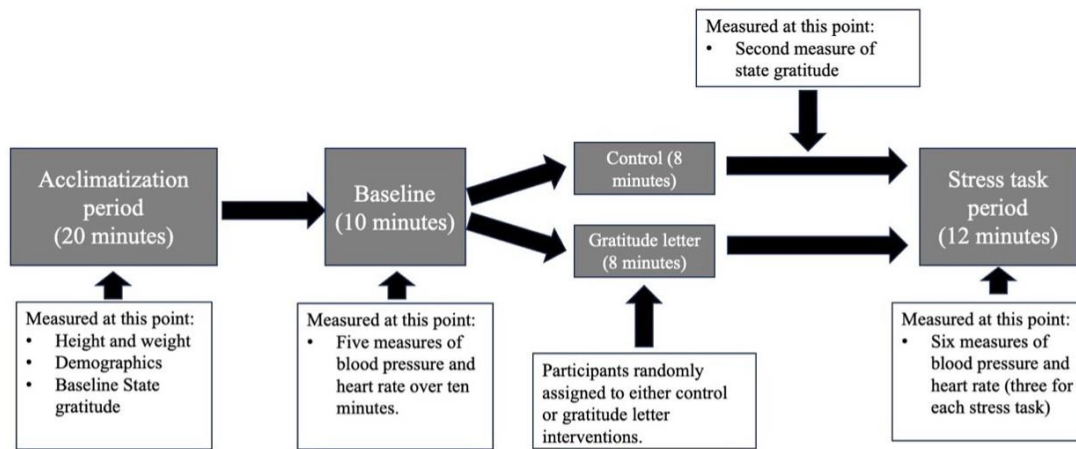 Measured at this point:
• Second measure of
state gratitude
Acclimatization
period
(20 minutes)
Baseline
(10 minutes)
Control (8
minutes)
Gratitude letter
(8 minutes)
Stress task
period
(12 minutes)
Measured at this point:
• Height and weight
• Demographics
• Baseline State
gratitude
Measured at this point:
• Five measures of
blood pressure and
heart rate over ten
minutes.
Participants randomly
assigned to either control
or gratitude letter
interventions.
Measured at this point:
• Six measures of
blood pressure and
heart rate (three for
each stress task)